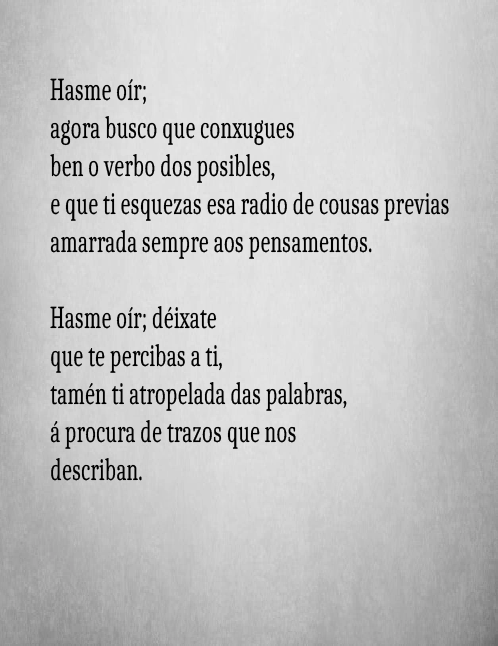 Hasme oír;
agora busco que conxugues
ben o verbo dos posibles,
e que ti esquezas esa radio de cousas previas
amarrada sempre aos pensamentos.

Hasme oír; déixate
que te percibas a ti,
tamén ti atropelada das palabras,
á procura de trazos que nos
describan.